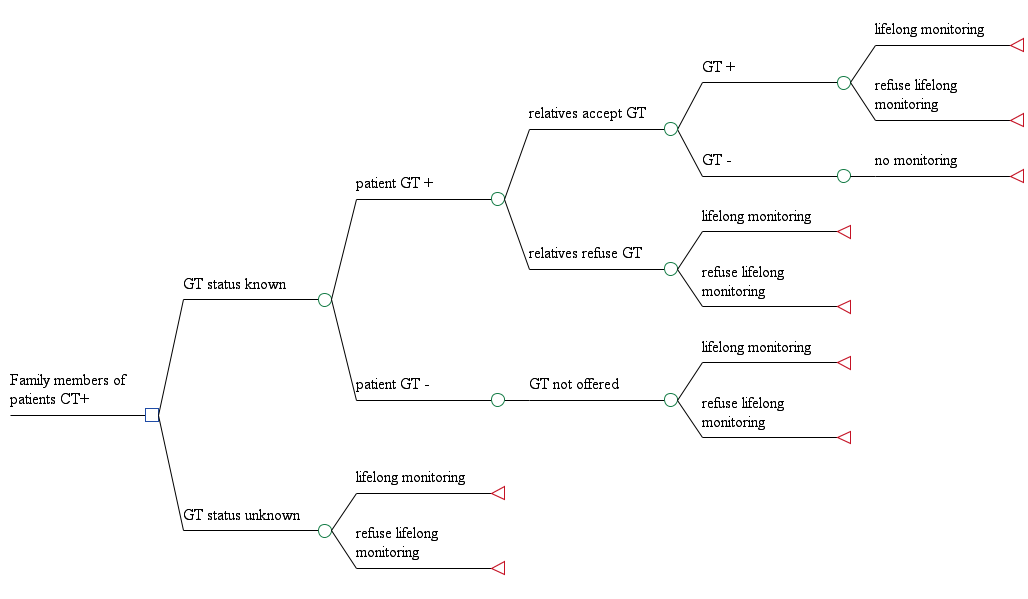 lifelong monitoring
GT +
refuse lifelong
monitoring
relatives accept GT
GT -
no monitoring
patient GT +
lifelong monitoring
relatives refuse GT
refuse lifelong
monitoring
GT status known
lifelong monitoring
Family members of
patients CT+
patient GT -
GT not offered
refuse lifelong
monitoring
lifelong monitoring
GT status unknown
refuse lifelong
monitoring